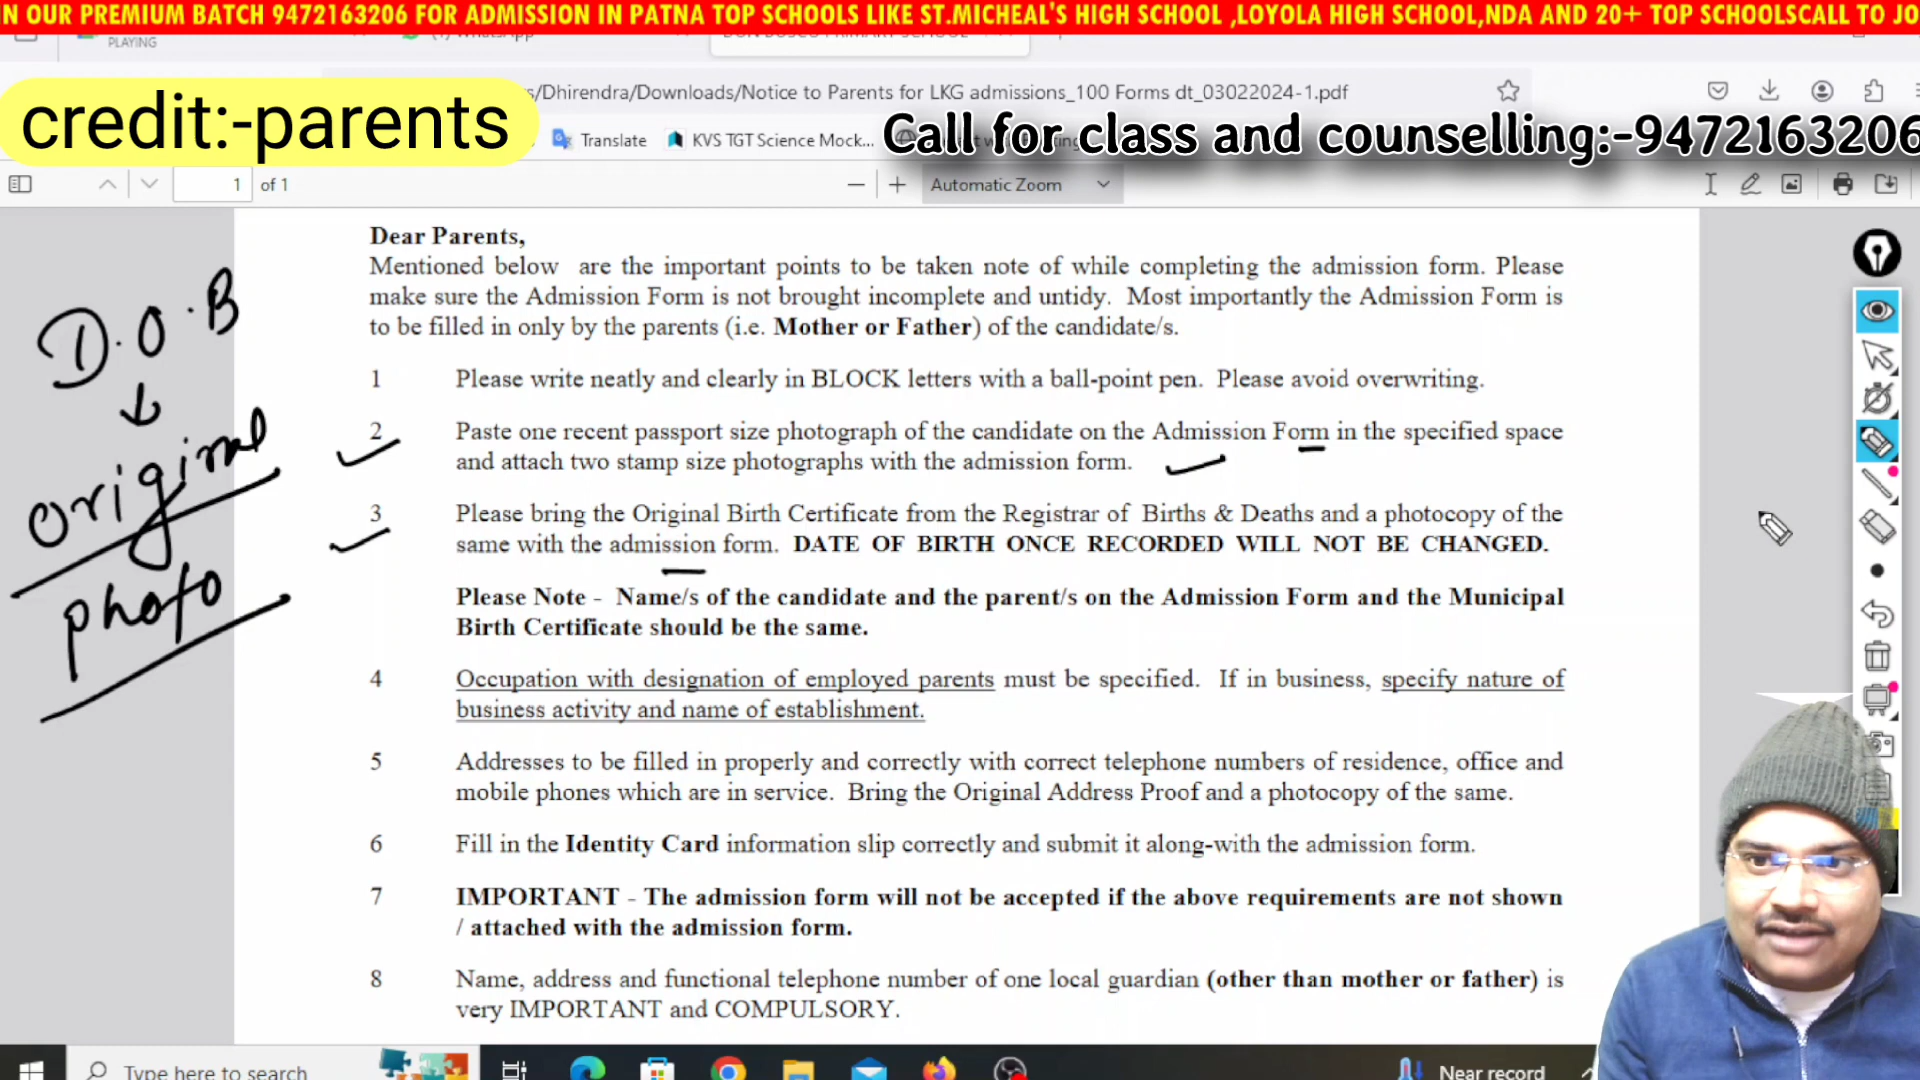 IN OUR PREMIUM BATCH 9472163206 FOR ADMISSION IN PATNA TOP SCHOOLS LIKE ST.MICHEAL'S HIGH SCHOOL ,LOYOLA HIGH SCHOOL,NDA AND 20+ TOP SCHOOLSCALL TO JO
PLAYING
(1) WhatsApp
DON BOSCO PRIMARY SCHOOL
credit:-parents
s/Dhirendra/Downloads/Notice to Parents for LKG admissions_100 Forms dt_03022024-1.pdf
Translate
KVS TGT Science Mock...
Call for class and counselling:-9472163206
1 of 1
Automatic Zoom
Dear Parents,
Mentioned below are the important points to be taken note of while completing the admission form. Please
make sure the Admission Form is not brought incomplete and untidy. Most importantly the Admission Form is
to be filled in only by the parents (i.e. Mother or Father) of the candidate/s.
D.O.B
original
photo
1 Please write neatly and clearly in BLOCK letters with a ball-point pen. Please avoid overwriting.
2 Paste one recent passport size photograph of the candidate on the Admission Form in the specified space
and attach two stamp size photographs with the admission form.
3 Please bring the Original Birth Certificate from the Registrar of Births & Deaths and a photocopy of the
same with the admission form. DATE OF BIRTH ONCE RECORDED WILL NOT BE CHANGED.
Please Note - Name/s of the candidate and the parent/s on the Admission Form and the Municipal
Birth Certificate should be the same.
4 Occupation with designation of employed parents must be specified. If in business, specify nature of
business activity and name of establishment.
5 Addresses to be filled in properly and correctly with correct telephone numbers of residence, office and
mobile phones which are in service. Bring the Original Address Proof and a photocopy of the same.
6 Fill in the Identity Card information slip correctly and submit it along-with the admission form.
7 IMPORTANT - The admission form will not be accepted if the above requirements are not shown
/ attached with the admission form.
8 Name, address and functional telephone number of one local guardian (other than mother or father) is
very IMPORTANT and COMPULSORY.
Type here to search
Near record